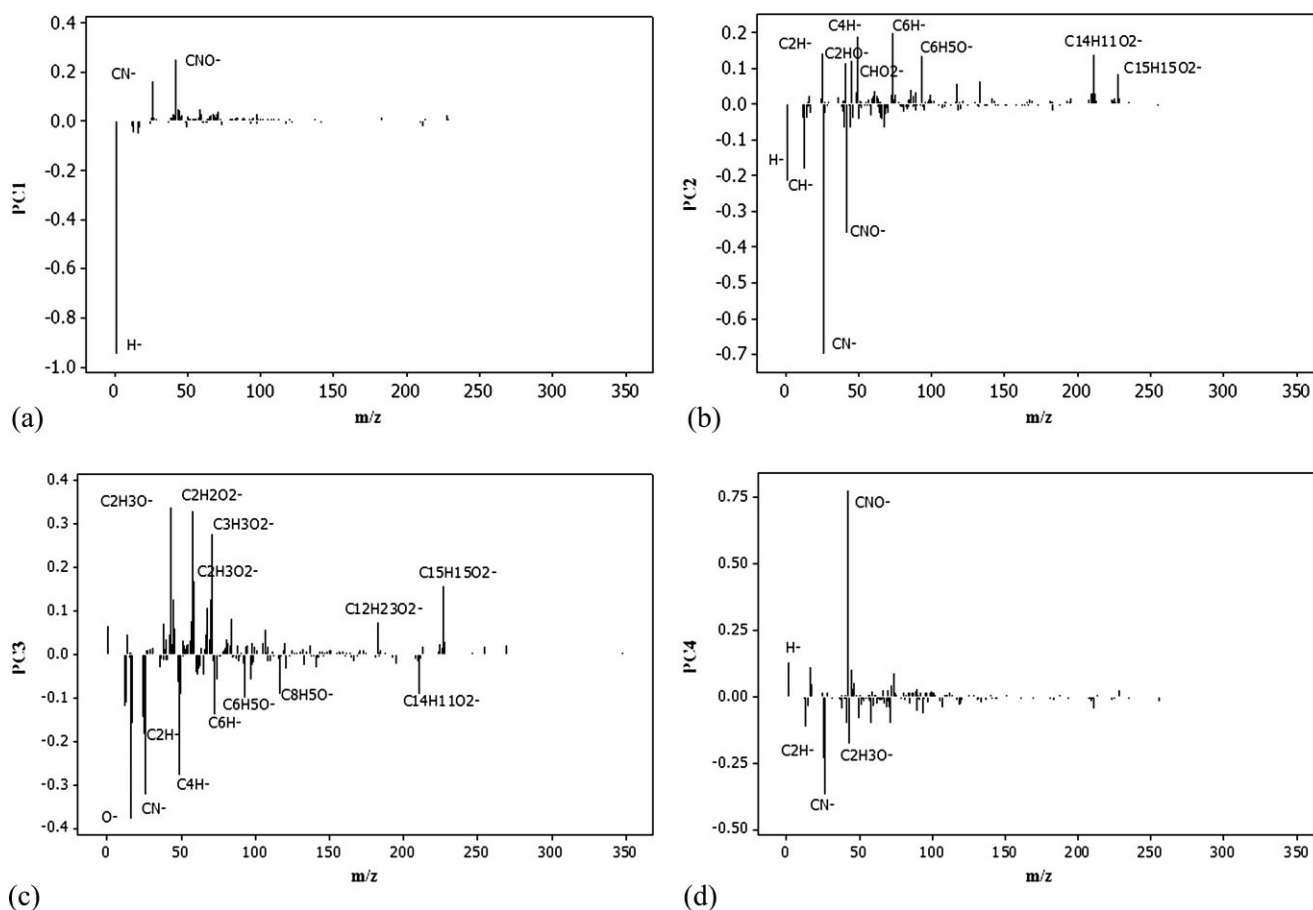 0.4
0.2
0.0
-0.2
-0.4
-0.6
-0.8
-1.0
PC1
CN-
CNO-
H-
0 50 100 150 200 250 300 350
m/z
(a)
0.2
0.1
0.0
-0.1
-0.2
-0.3
-0.4
-0.5
-0.6
-0.7
PC2
C4H-
C6H-
C2H-
C2HO-
C6H5O-
CHO2-
C14H11O2-
C15H15O2-
H-
CH-
CNO-
CN-
0 50 100 150 200 250 300 350
m/z
(b)
0.4
0.3
0.2
0.1
0.0
-0.1
-0.2
-0.3
-0.4
PC3
C2H3O-
C2H2O2-
C3H3O2-
C2H3O2-
C15H15O2-
C12H23O2-
C8H5O-
C6H5O-
C14H11O2-
C6H-
C2H-
C4H-
CN-
O-
0 50 100 150 200 250 300 350
m/z
(c)
0.75
0.50
0.25
0.00
-0.25
-0.50
PC4
CNO-
H-
C2H-
C2H3O-
CN-
0 50 100 150 200 250 300 350
m/z
(d)